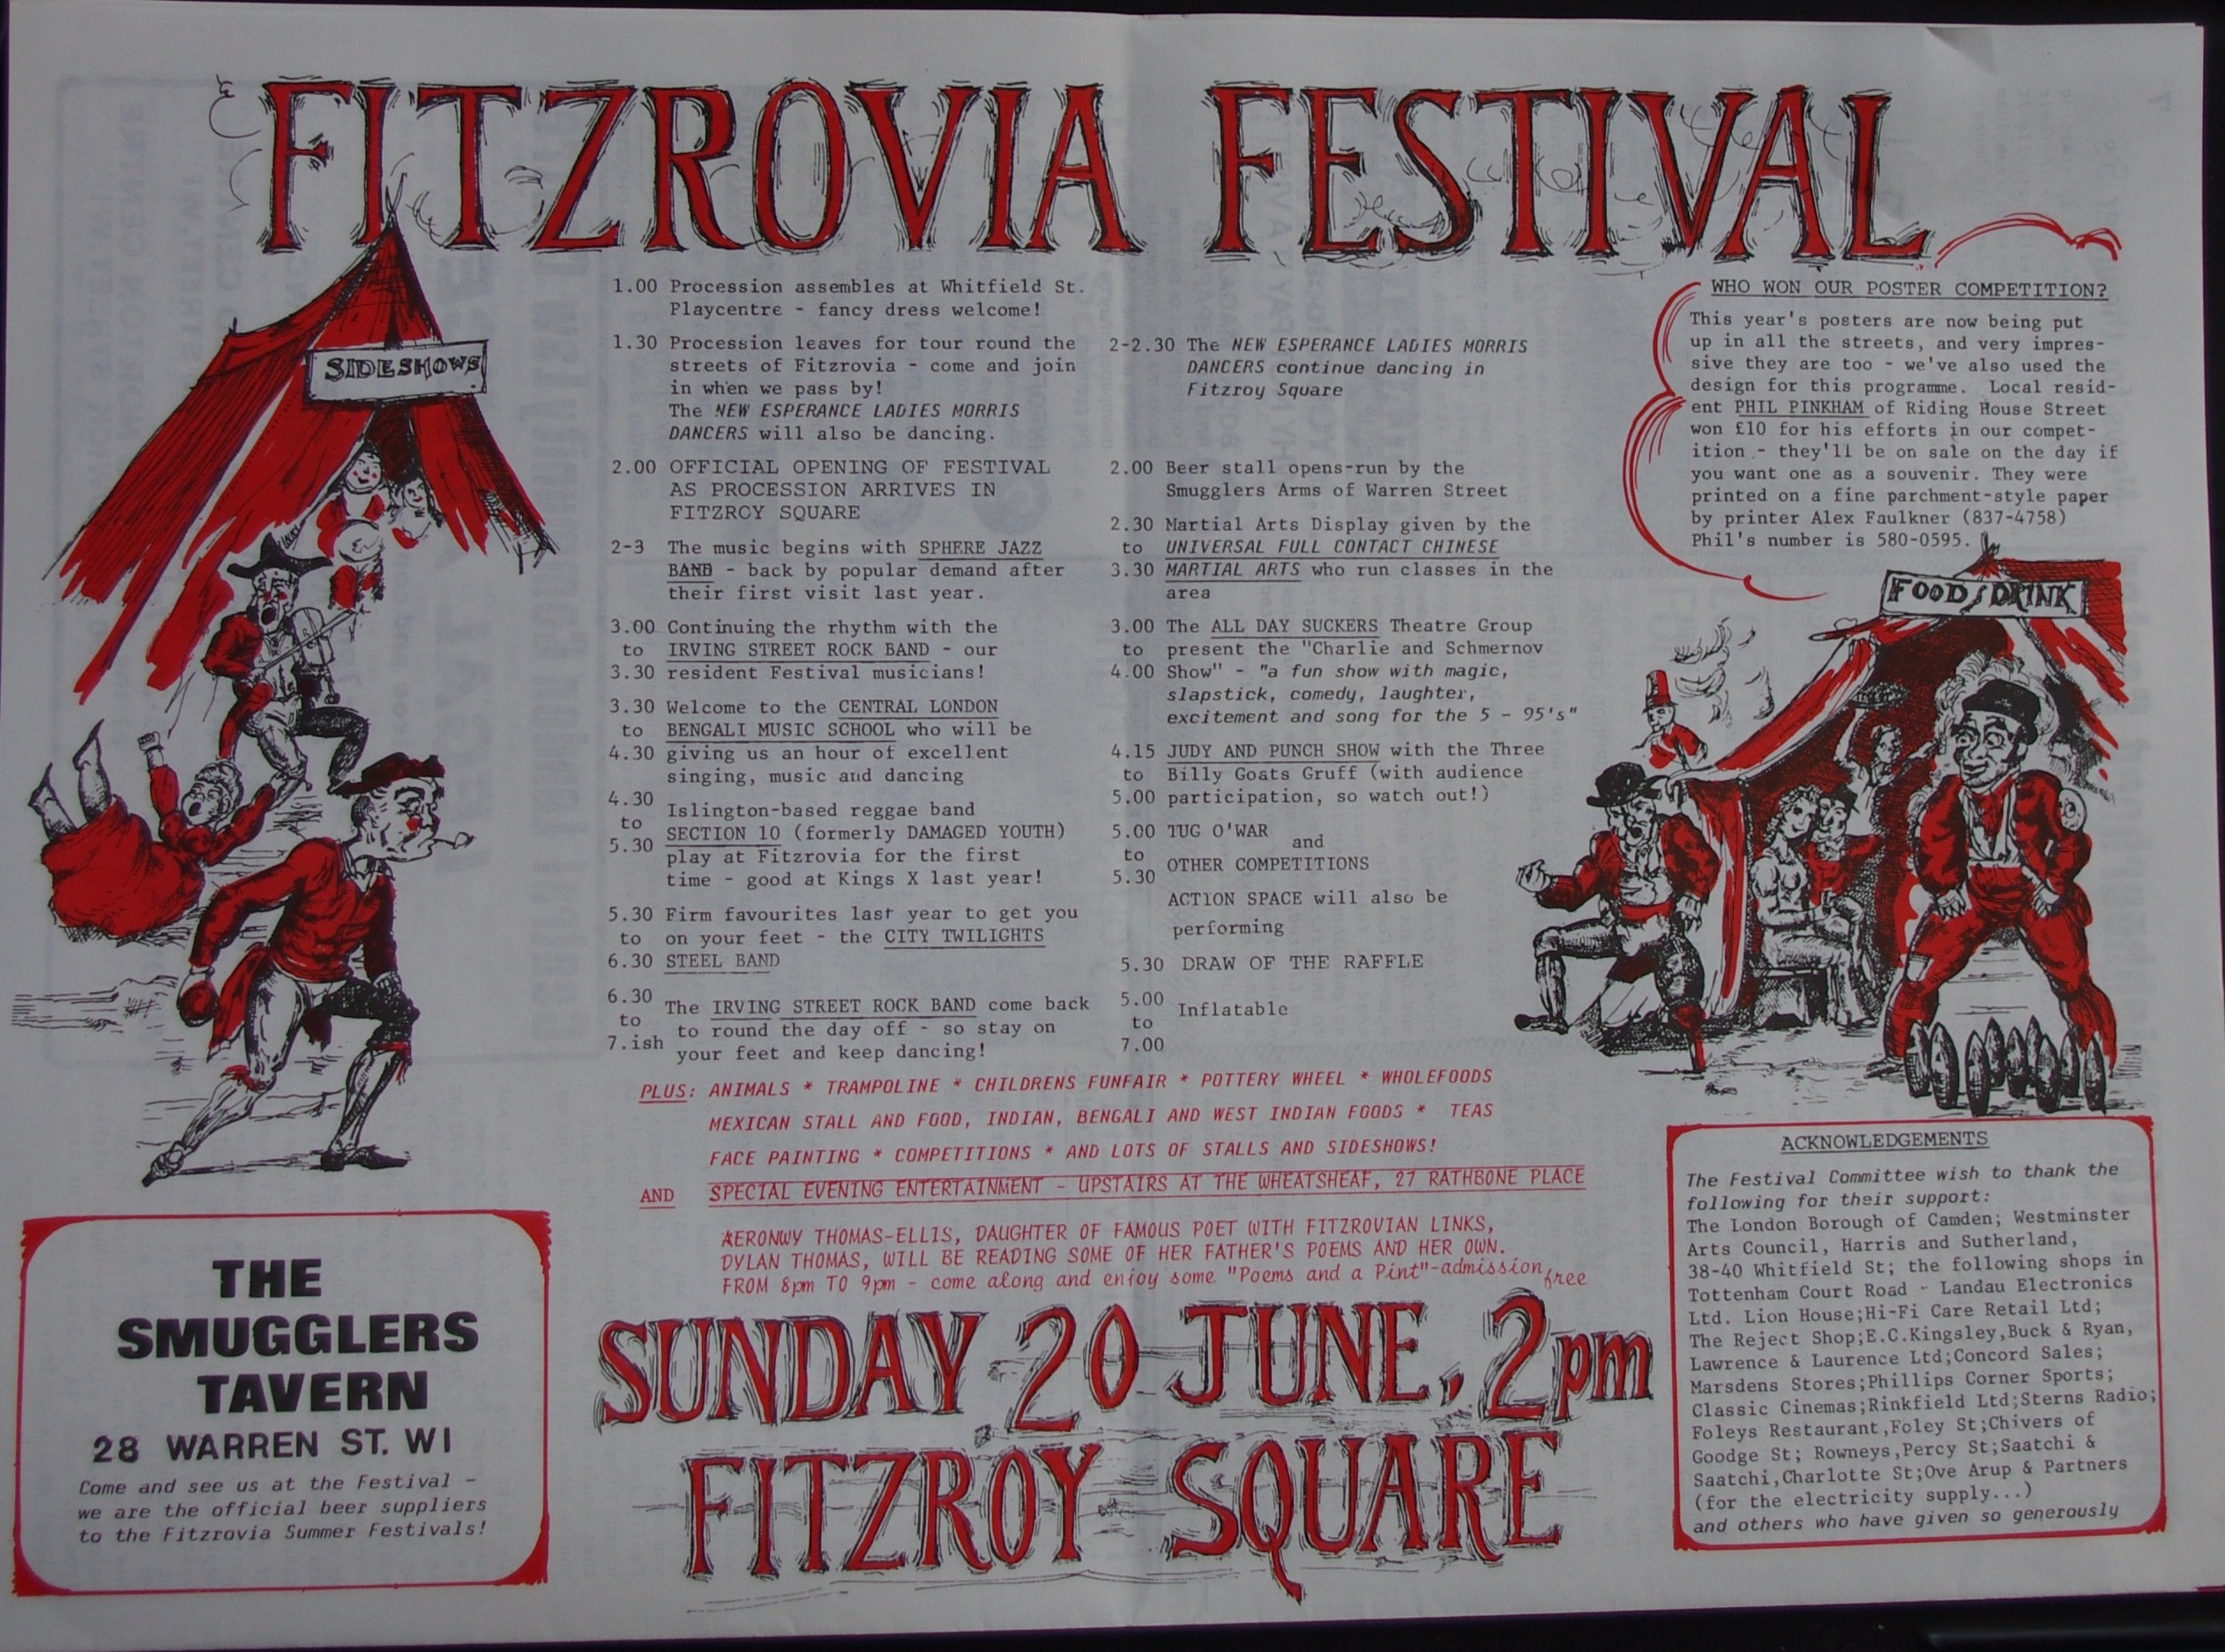 FITZROVIA FESTIVAL
SIDESHOWS
1.00 Procession assembles at Whitfield St.
Playcentre - fancy dress welcome!
1.30 Procession leaves for tour round the
streets of Fitzrovia - come and join
in when we pass by!
The NEW ESPERANCE LADIES MORRIS
DANCERS will also be dancing.
2.00 OFFICIAL OPENING OF FESTIVAL
AS PROCESSION ARRIVES IN
FITZROY SQUARE
2-3 The music begins with SPHERE JAZZ
BAND - back by popular demand after
their first visit last year.
3.00 Continuing the rhythm with the
to IRVING STREET ROCK BAND - our
3.30 resident Festival musicians!
3.30 Welcome to the CENTRAL LONDON
to BENGALI MUSIC SCHOOL who will be
4.30 giving us an hour of excellent
singing, music and dancing
4.30 Islington-based reggae band
to SECTION 10 (formerly DAMAGED YOUTH)
5.30 play at Fitzrovia for the first
time - good at Kings X last year!
5.30 Firm favourites last year to get you
to on your feet - the CITY TWILIGHTS
6.30 STEEL BAND
6.30 The IRVING STREET ROCK BAND come back
to to round the day off - so stay on
7.ish your feet and keep dancing!
2-2.30 The NEW ESPERANCE LADIES MORRIS
DANCERS continue dancing in
Fitzroy Square
2.00 Beer stall opens-run by the
Smugglers Arms of Warren Street
2.30 Martial Arts Display given by the
to UNIVERSAL FULL CONTACT CHINESE
3.30 MARTIAL ARTS who run classes in the
area
3.00 The ALL DAY SUCKERS Theatre Group
to present the "Charlie and Schmernov
4.00 Show" - "a fun show with magic,
slapstick, comedy, laughter,
excitement and song for the 5 - 95's"
4.15 JUDY AND PUNCH SHOW with the Three
to Billy Goats Gruff (with audience
5.00 participation, so watch out!)
5.00 TUG O'WAR
to and
5.30 OTHER COMPETITIONS
ACTION SPACE will also be
performing
5.30 DRAW OF THE RAFFLE
5.00 Inflatable
to
7.00
PLUS: ANIMALS * TRAMPOLINE * CHILDRENS FUNFAIR * POTTERY WHEEL * WHOLEFOODS
MEXICAN STALL AND FOOD, INDIAN, BENGALI AND WEST INDIAN FOODS * TEAS
FACE PAINTING * COMPETITIONS * AND LOTS OF STALLS AND SIDESHOWS!
AND SPECIAL EVENING ENTERTAINMENT - UPSTAIRS AT THE WHEATSHEAF, 27 RATHBONE PLACE
AERONWY THOMAS-ELLIS, DAUGHTER OF FAMOUS POET WITH FITZROVIAN LINKS,
DYLAN THOMAS, WILL BE READING SOME OF HER FATHER'S POEMS AND HER OWN.
FROM 8pm TO 9pm - come along and enjoy some "Poems and a Pint"-admission free
SUNDAY 20 JUNE, 2pm
FITZROY SQUARE
WHO WON OUR POSTER COMPETITION?
This year's posters are now being put
up in all the streets, and very impres-
sive they are too - we've also used the
design for this programme. Local resid-
ent PHIL PINKHAM of Riding House Street
won £10 for his efforts in our compet-
ition - they'll be on sale on the day if
you want one as a souvenir. They were
printed on a fine parchment-style paper
by printer Alex Faulkner (837-4758)
Phil's number is 580-0595.
FOOD/DRINK
THE
SMUGGLERS
TAVERN
28 WARREN ST. W1
Come and see us at the Festival -
we are the official beer suppliers
to the Fitzrovia Summer Festivals!
ACKNOWLEDGEMENTS
The Festival Committee wish to thank the
following for their support:
The London Borough of Camden; Westminster
Arts Council, Harris and Sutherland,
38-40 Whitfield St; the following shops in
Tottenham Court Road - Landau Electronics
Ltd. Lion House;Hi-Fi Care Retail Ltd;
The Reject Shop;E.C.Kingsley,Buck & Ryan,
Lawrence & Laurence Ltd;Concord Sales;
Marsdens Stores;Phillips Corner Sports;
Classic Cinemas;Rinkfield Ltd;Sterns Radio;
Foleys Restaurant,Foley St;Chivers of
Goodge St; Rowneys,Percy St;Saatchi &
Saatchi,Charlotte St;Ove Arup & Partners
(for the electricity supply...)
and others who have given so generously